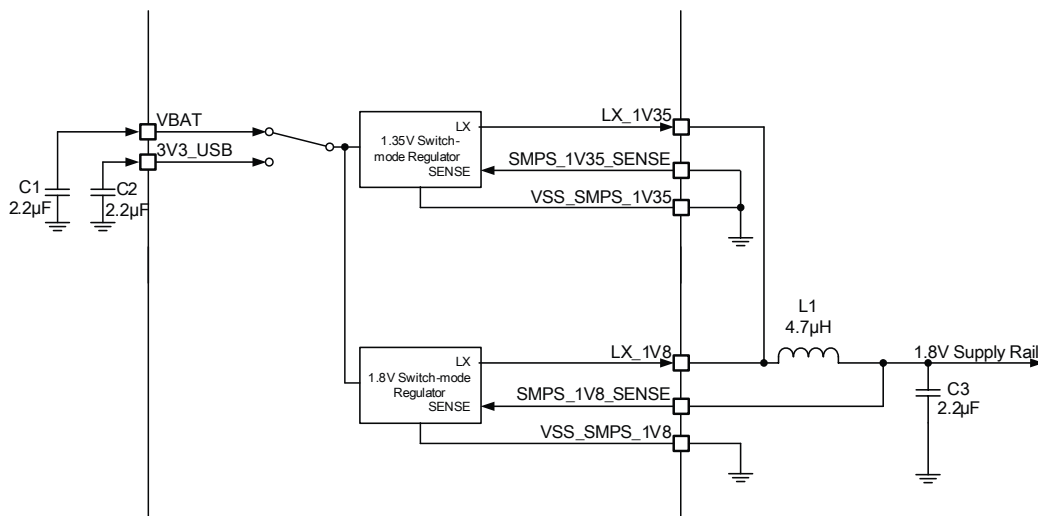 VBAT
3V3_USB
C1
2.2µF
C2
2.2µF
LX
1.35V Switch-
mode Regulator
SENSE
LX_1V35
SMPS_1V35_SENSE
VSS_SMPS_1V35
LX
1.8V Switch-mode
Regulator
SENSE
LX_1V8
SMPS_1V8_SENSE
VSS_SMPS_1V8
L1
4.7µH
1.8V Supply Rail
C3
2.2µF